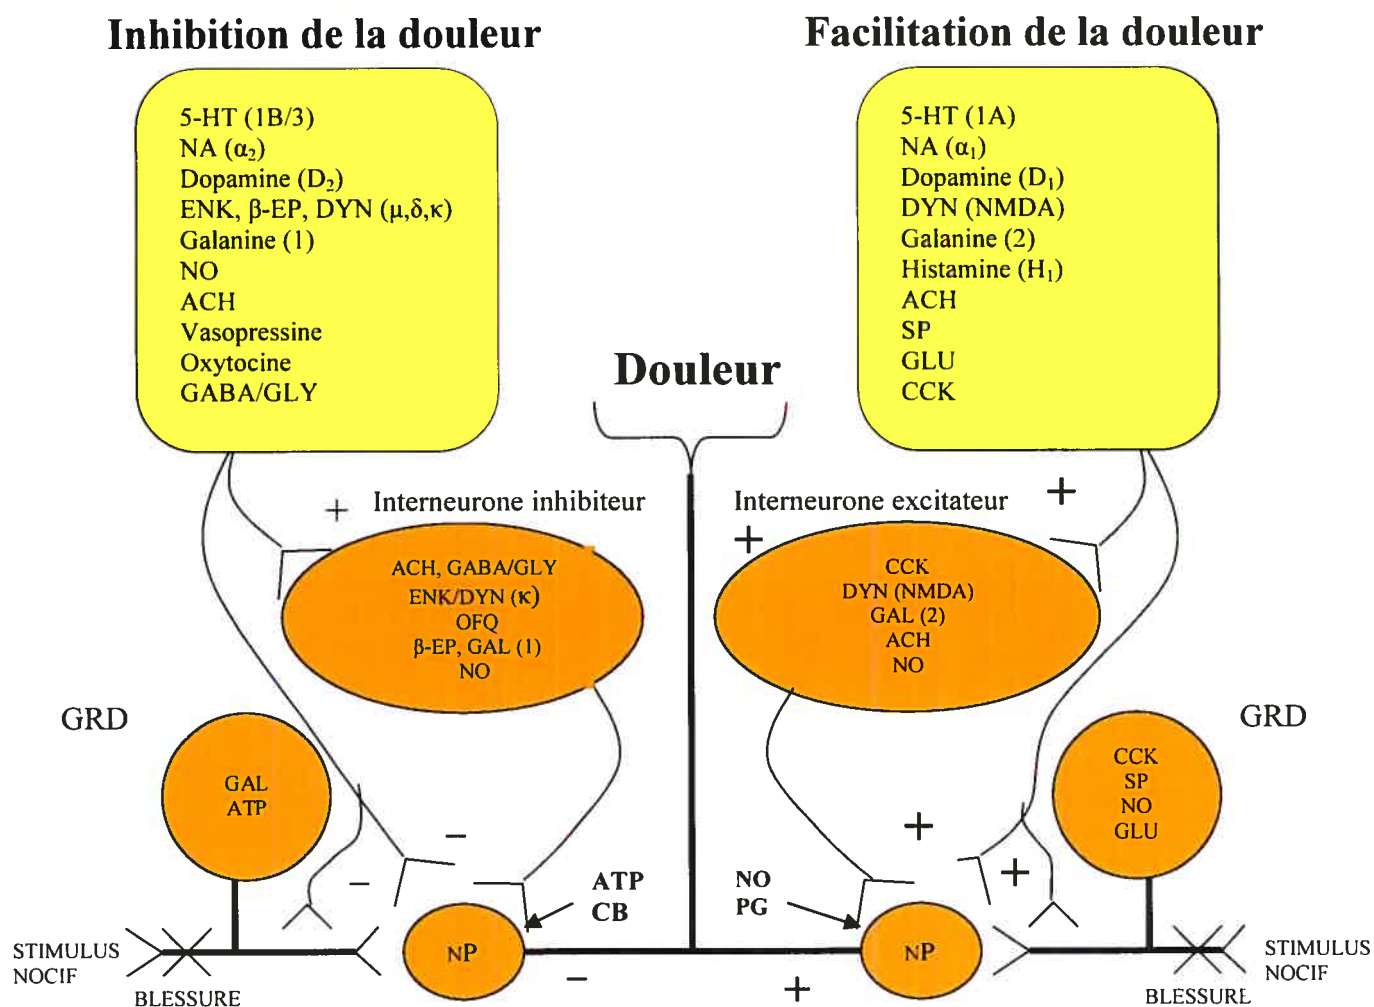 Inhibition de la douleur
Facilitation de la douleur
5-HT (1B/3)
NA (α₂)
Dopamine (D₂)
ENK, β-EP, DYN (μ,δ,κ)
Galanine (1)
NO
ACH
Vasopressine
Oxytocine
GABA/GLY
5-HT (1A)
NA (α₁)
Dopamine (D₁)
DYN (NMDA)
Galanine (2)
Histamine (H₁)
ACH
SP
GLU
CCK
Douleur
+
Interneurone inhibiteur
Interneurone excitateur
+
+
ACH, GABA/GLY
ENK/DYN (κ)
OFQ
β-EP, GAL (1)
NO
CCK
DYN (NMDA)
GAL (2)
ACH
NO
GRD
GRD
GAL
ATP
CCK
SP
NO
GLU
−
+
−
+
ATP
CB
NO
PG
NP
NP
STIMULUS
NOCIF
STIMULUS
NOCIF
−
+
BLESSURE
BLESSURE